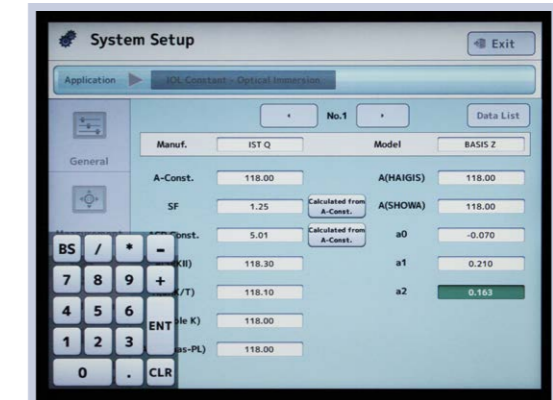 System Setup
Exit
Application
IOL Constant - Optical Immersion
No.1
Data List
General
Manuf. IST Q Model BASIS Z
A-Const. 118.00 A(HAIGIS) 118.00
SF 1.25 Calculated from A-Const. A(SHOWA) 118.00
Const. 5.01 Calculated from A-Const. a0 -0.070
118.30 a1 0.210
/T) 118.10 a2 0.163
le K) 118.00
as-PL) 118.00
BS / * -
7 8 9 +
4 5 6 ENT
1 2 3
0 . CLR